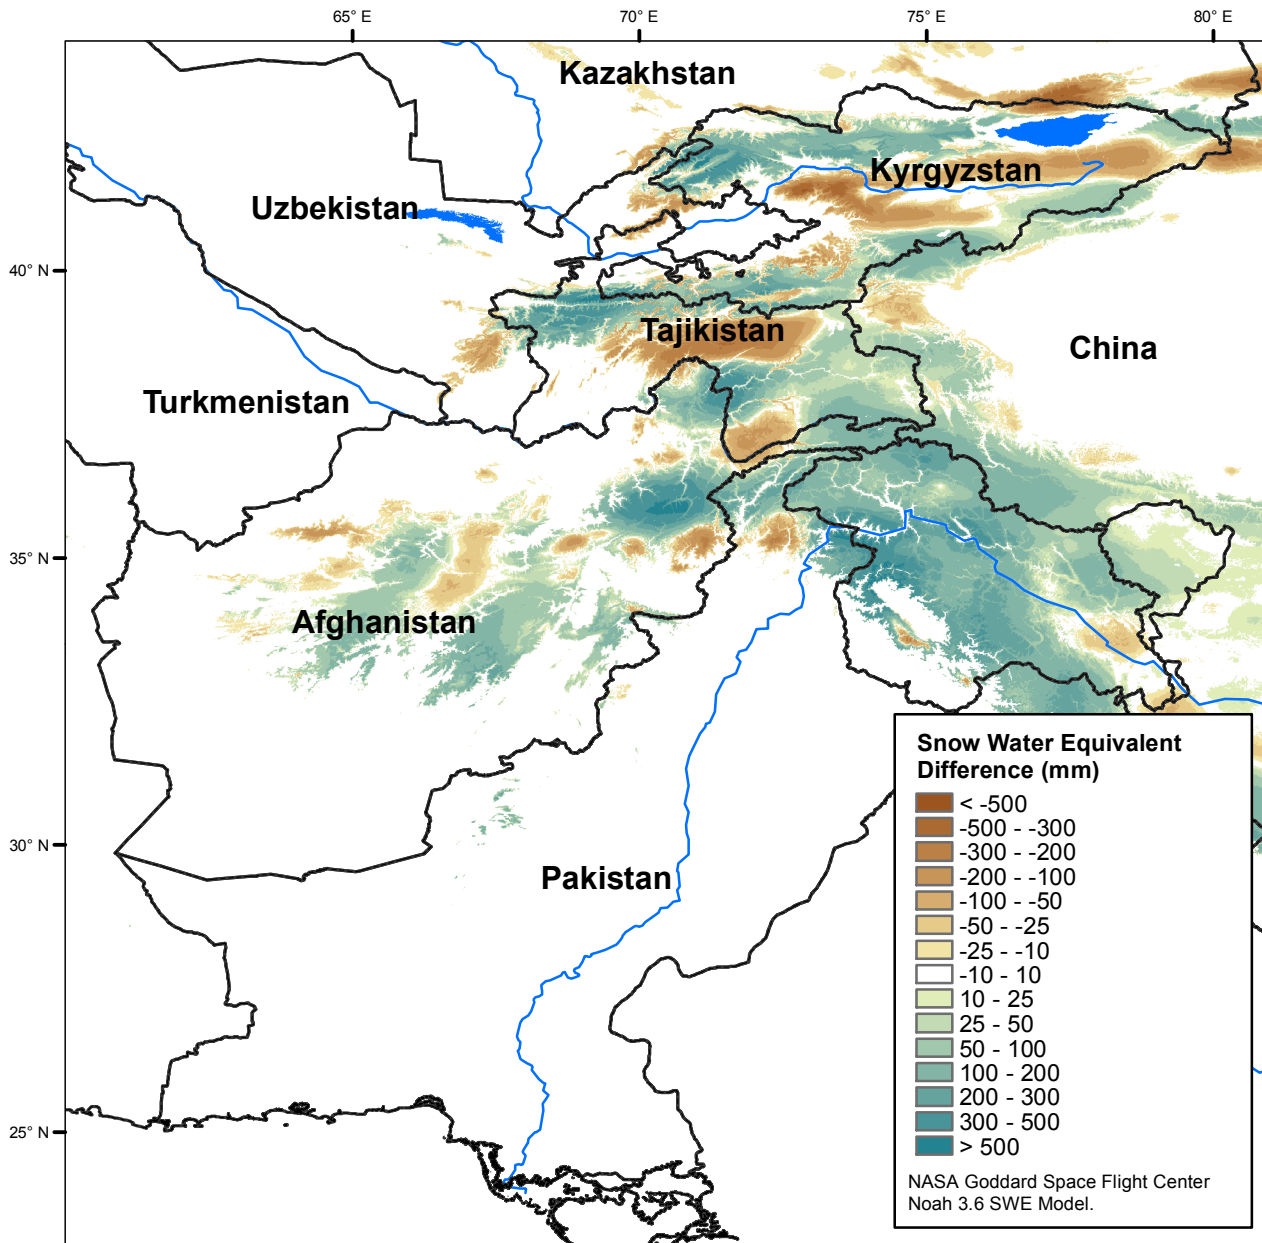 65° E
70° E
75° E
80° E
Kazakhstan
Kyrgyzstan
Uzbekistan
40° N
Tajikistan
China
Turkmenistan
35° N
Afghanistan
30° N
Pakistan
25° N
Snow Water Equivalent
Difference (mm)
< -500
-500 - -300
-300 - -200
-200 - -100
-100 - -50
-50 - -25
-25 - -10
-10 - 10
10 - 25
25 - 50
50 - 100
100 - 200
200 - 300
300 - 500
> 500
NASA Goddard Space Flight Center
Noah 3.6 SWE Model.